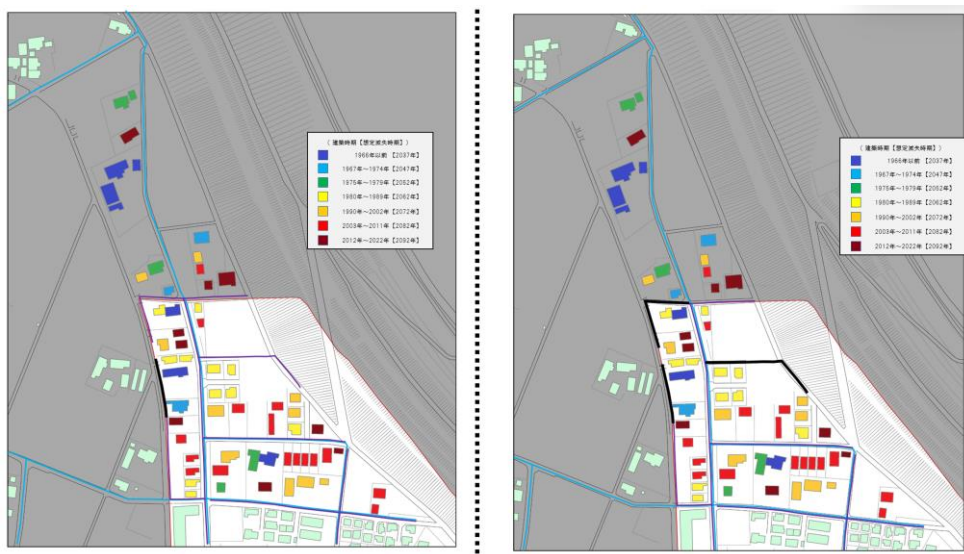 （建築時期【想定滅失時期】）
1966年以前【2037年】
1967年～1974年【2047年】
1975年～1979年【2052年】
1980年～1989年【2062年】
1990年～2002年【2072年】
2003年～2011年【2082年】
2012年～2022年【2092年】
（建築時期【想定滅失時期】）
1966年以前【2037年】
1967年～1974年【2047年】
1975年～1979年【2052年】
1980年～1989年【2062年】
1990年～2002年【2072年】
2003年～2011年【2082年】
2012年～2022年【2092年】